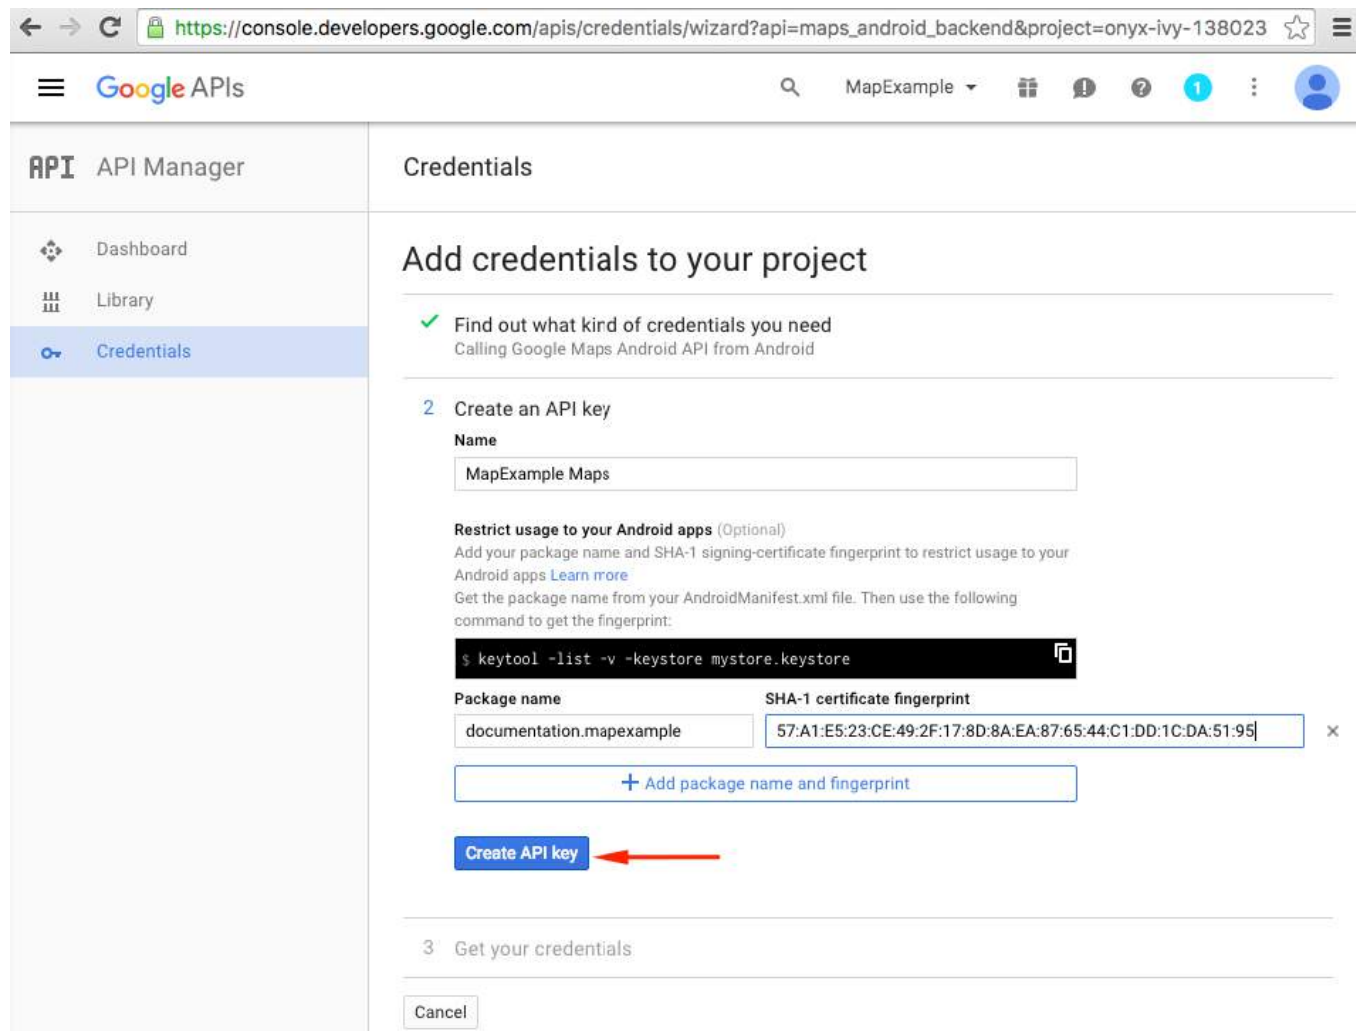 https://console.developers.google.com/apis/credentials/wizard?api=maps_android_backend&project=onyx-ivy-138023
Google APIs
MapExample
1
API API Manager
Credentials
Dashboard
Library
Credentials
Add credentials to your project
Find out what kind of credentials you need
Calling Google Maps Android API from Android
2 Create an API key
Name
MapExample Maps
Restrict usage to your Android apps (Optional)
Add your package name and SHA-1 signing-certificate fingerprint to restrict usage to your
Android apps Learn more
Get the package name from your AndroidManifest.xml file. Then use the following
command to get the fingerprint:
$ keytool -list -v -keystore mystore.keystore
Package name SHA-1 certificate fingerprint
documentation.mapexample 57:A1:E5:23:CE:49:2F:17:8D:8A:EA:87:65:44:C1:DD:1C:DA:51:95
+ Add package name and fingerprint
Create API key
3 Get your credentials
Cancel